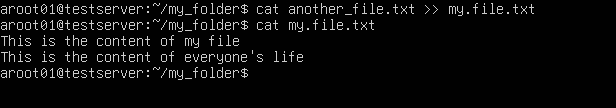 aroot01@testserver:~/my_folder$ cat another_file.txt >> my.file.txt
aroot01@testserver:~/my_folder$ cat my.file.txt
This is the content of my file
This is the content of everyone's life
aroot01@testserver:~/my_folder$